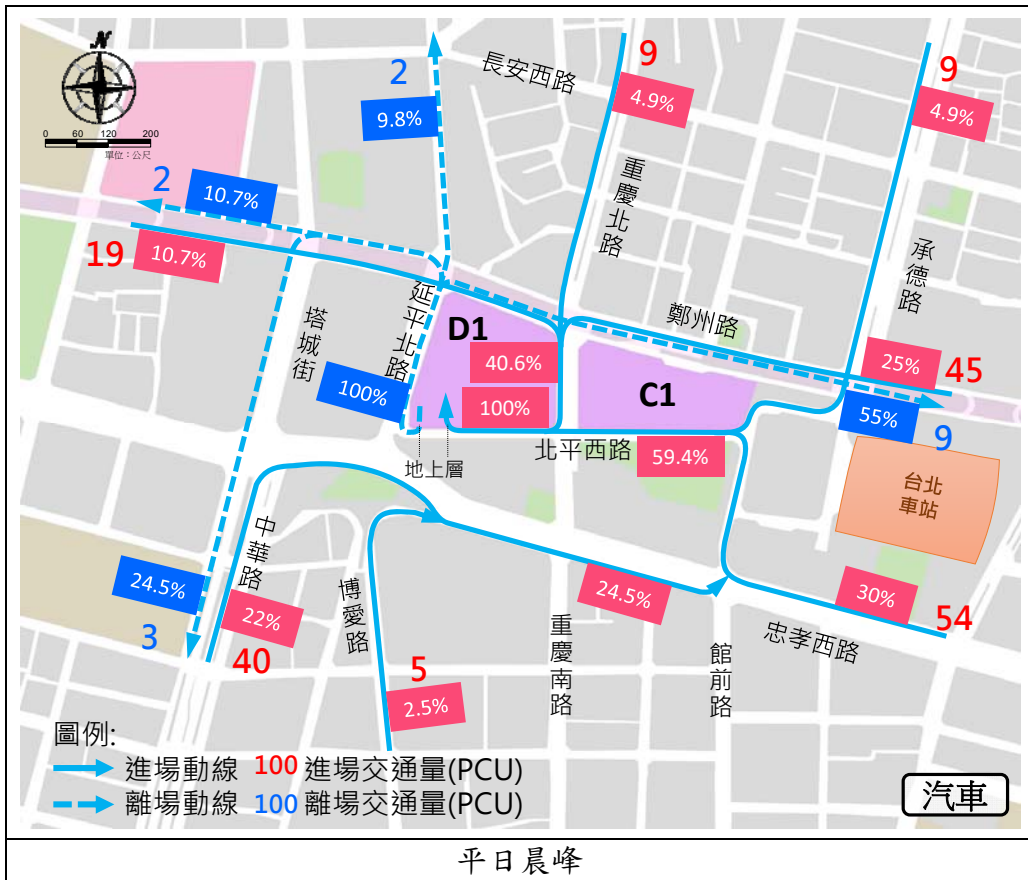 N
0 60 120 200
單位：公尺
2
9.8%
長安西路
9
4.9%
9
4.9%
2
10.7%
19
10.7%
重慶北路
承德路
塔城街
延平北路
D1
40.6%
100%
100%
鄭州路
C1
25%
45
55%
9
地上層
北平西路
59.4%
台北
車站
中華路
24.5%
3
22%
40
博愛路
5
2.5%
24.5%
重慶南路
館前路
30%
54
忠孝西路
圖例:
進場動線 100 進場交通量(PCU)
離場動線 100 離場交通量(PCU)
汽車
平日晨峰